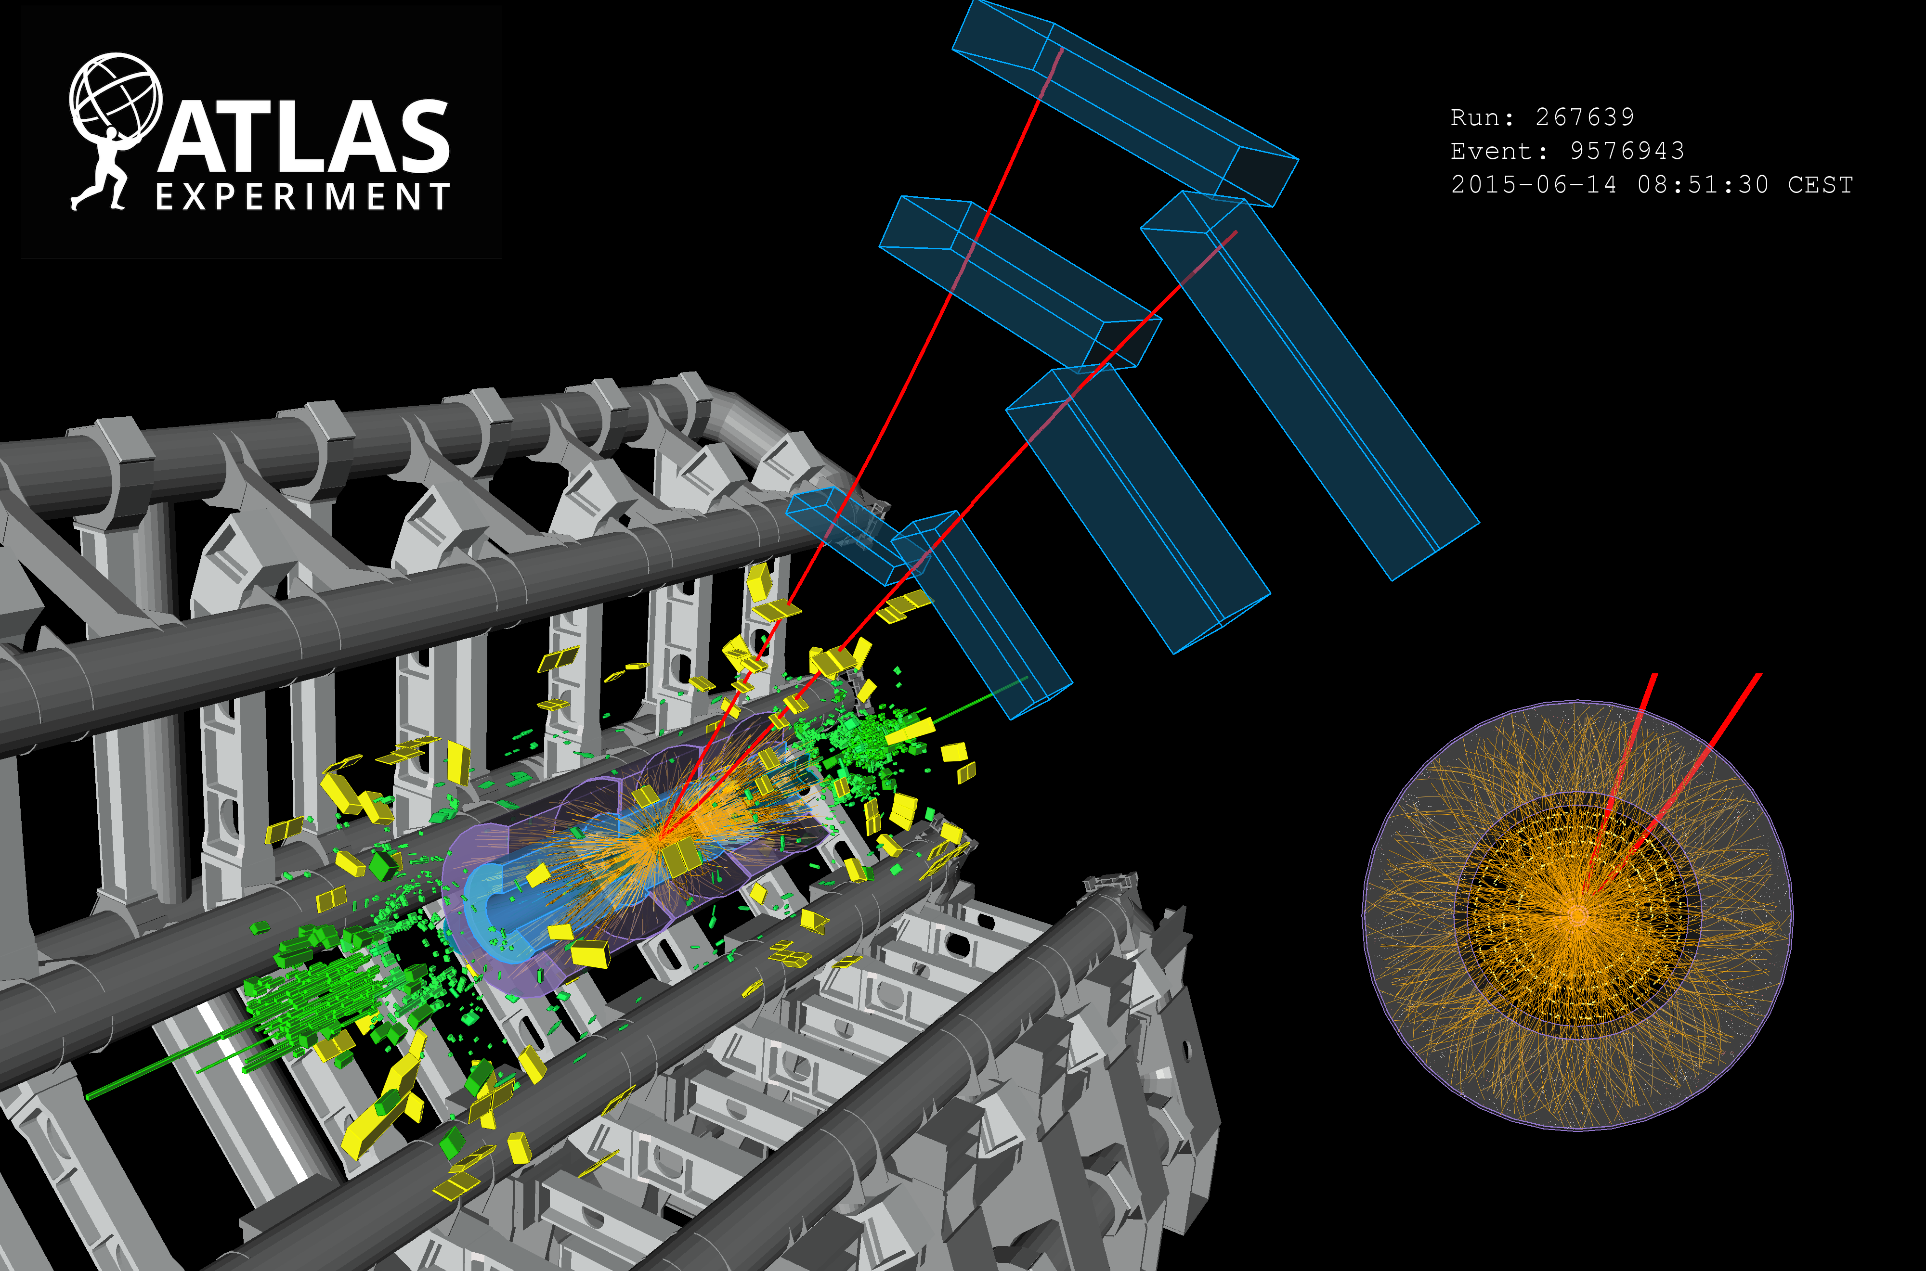 ATLAS
EXPERIMENT
Run: 267639
Event: 9576943
2015-06-14 08:51:30 CEST